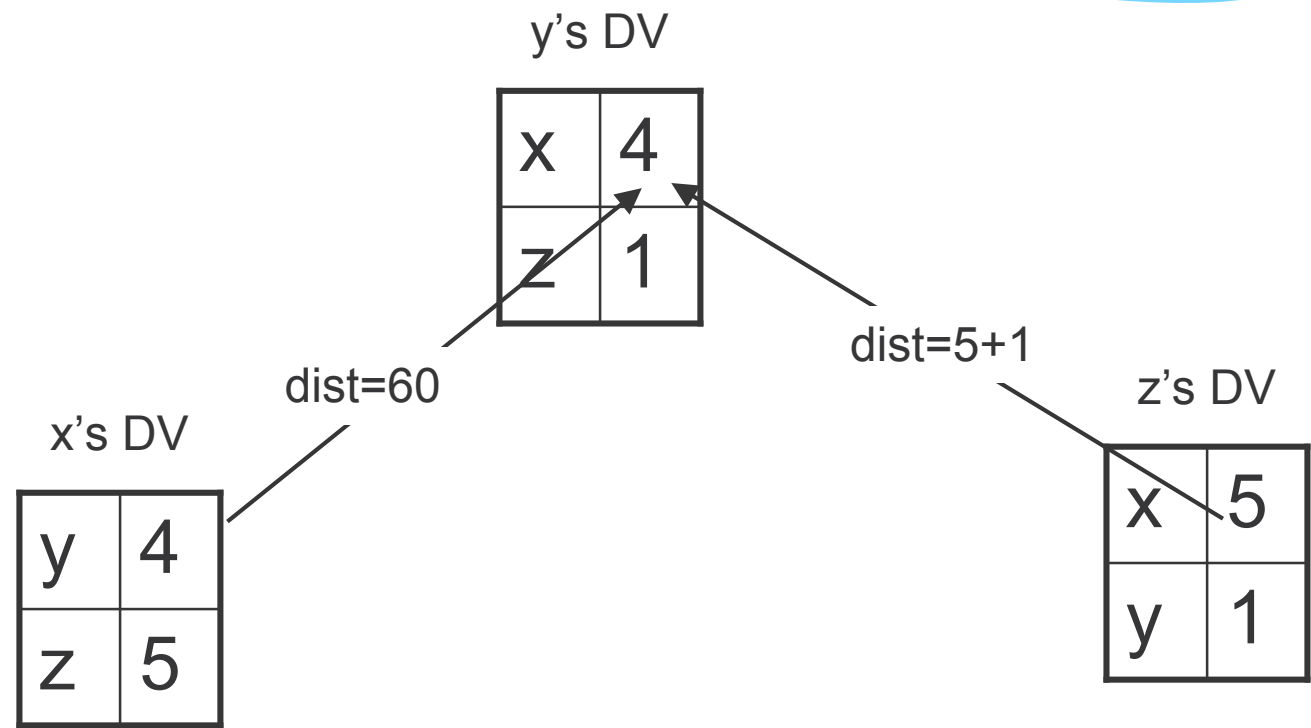 y’s DV
x 4
z 1
dist=60
dist=5+1
x’s DV
y 4
z 5
z’s DV
x 5
y 1